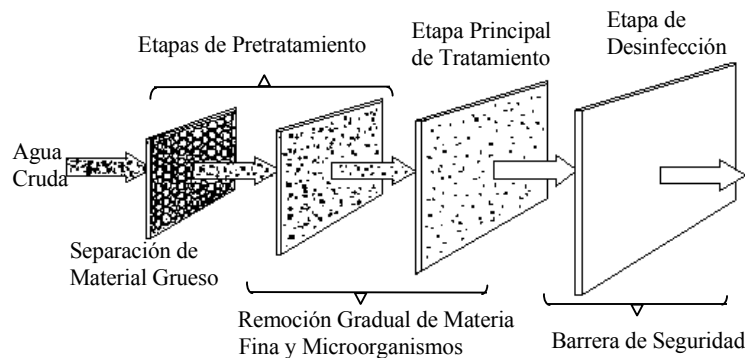 Etapas de Pretratamiento
Etapa Principal
de Tratamiento
Etapa de
Desinfección
Agua
Cruda
Separación de
Material Grueso
Remoción Gradual de Materia
Fina y Microorganismos
Barrera de Seguridad